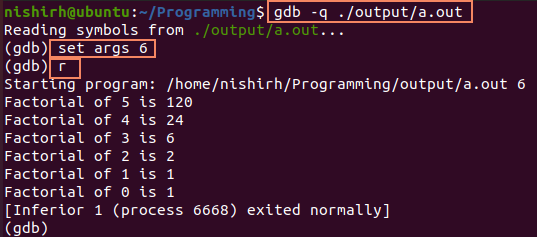 nishirh@ubuntu:~/Programming$ gdb -q ./output/a.out
Reading symbols from ./output/a.out...
(gdb) set args 6
(gdb) r
Starting program: /home/nishirh/Programming/output/a.out 6
Factorial of 5 is 120
Factorial of 4 is 24
Factorial of 3 is 6
Factorial of 2 is 2
Factorial of 1 is 1
Factorial of 0 is 1
[Inferior 1 (process 6668) exited normally]
(gdb)